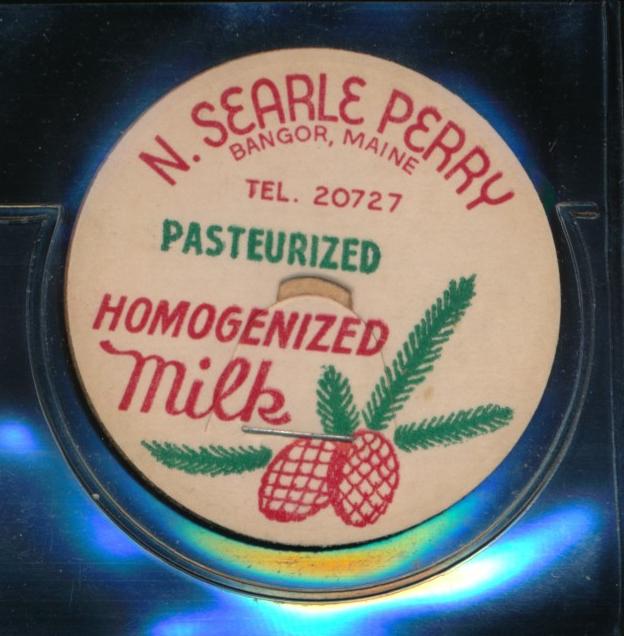 N. SEARLE PERRY
BANGOR, MAINE
TEL. 20727
PASTEURIZED
HOMOGENIZED
Milk